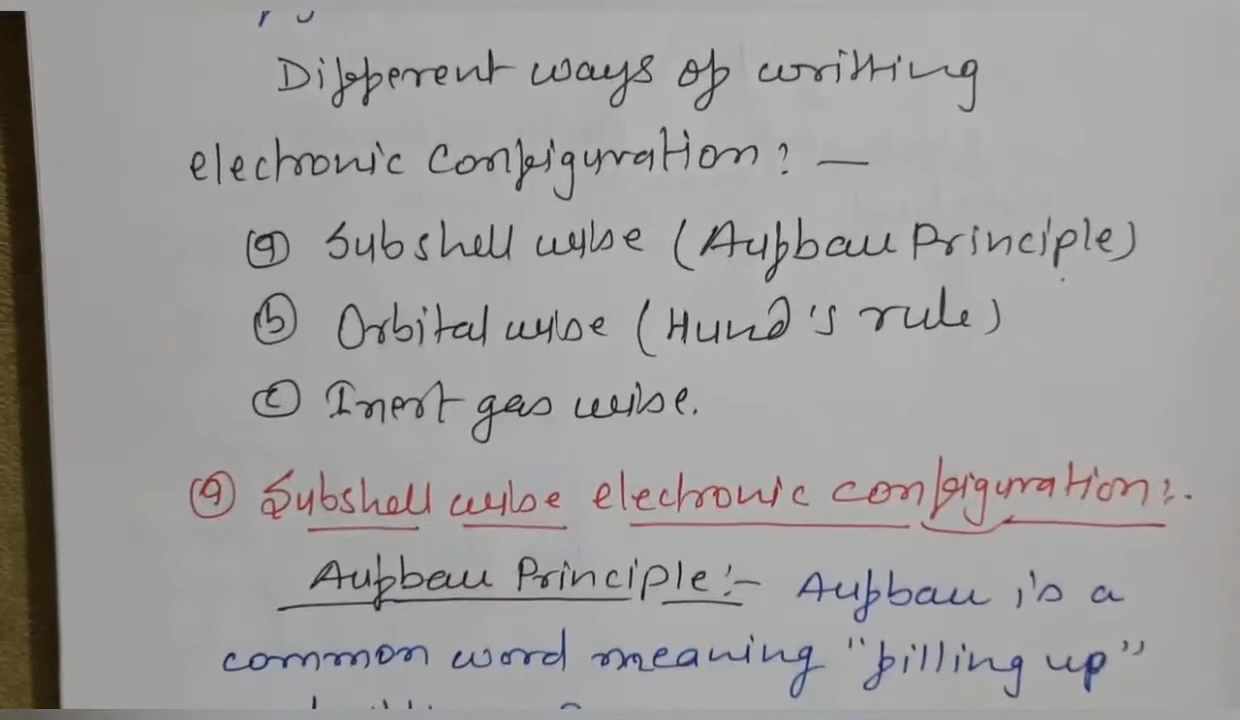 Different ways of writting
electronic configuration? —
(a) Subshell wise (Aufbau Principle)
(b) Orbital wise (Hund's rule)
(c) Inert gas wise.
(a) Subshell wise electronic configuration:.
Aufbau Principle:- Aufbau is a
common word meaning "filling up"